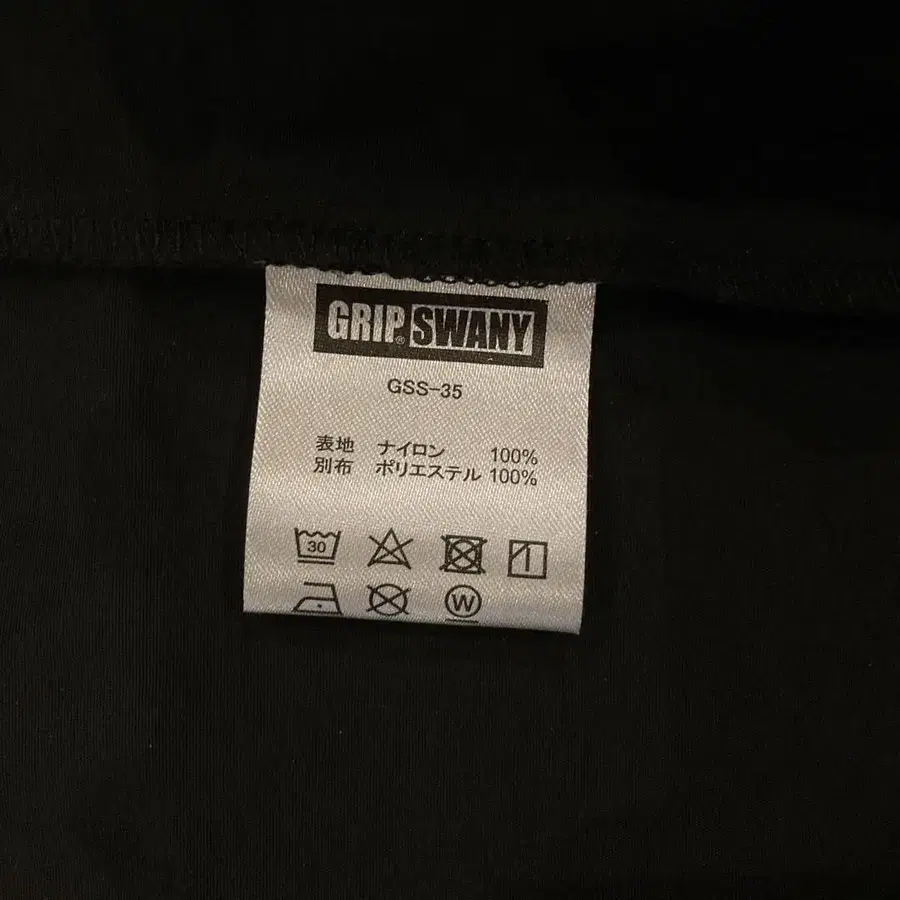 GRIP® SWANY
GSS-35
表地 ナイロン 100%
別布 ポリエステル 100%
30
W